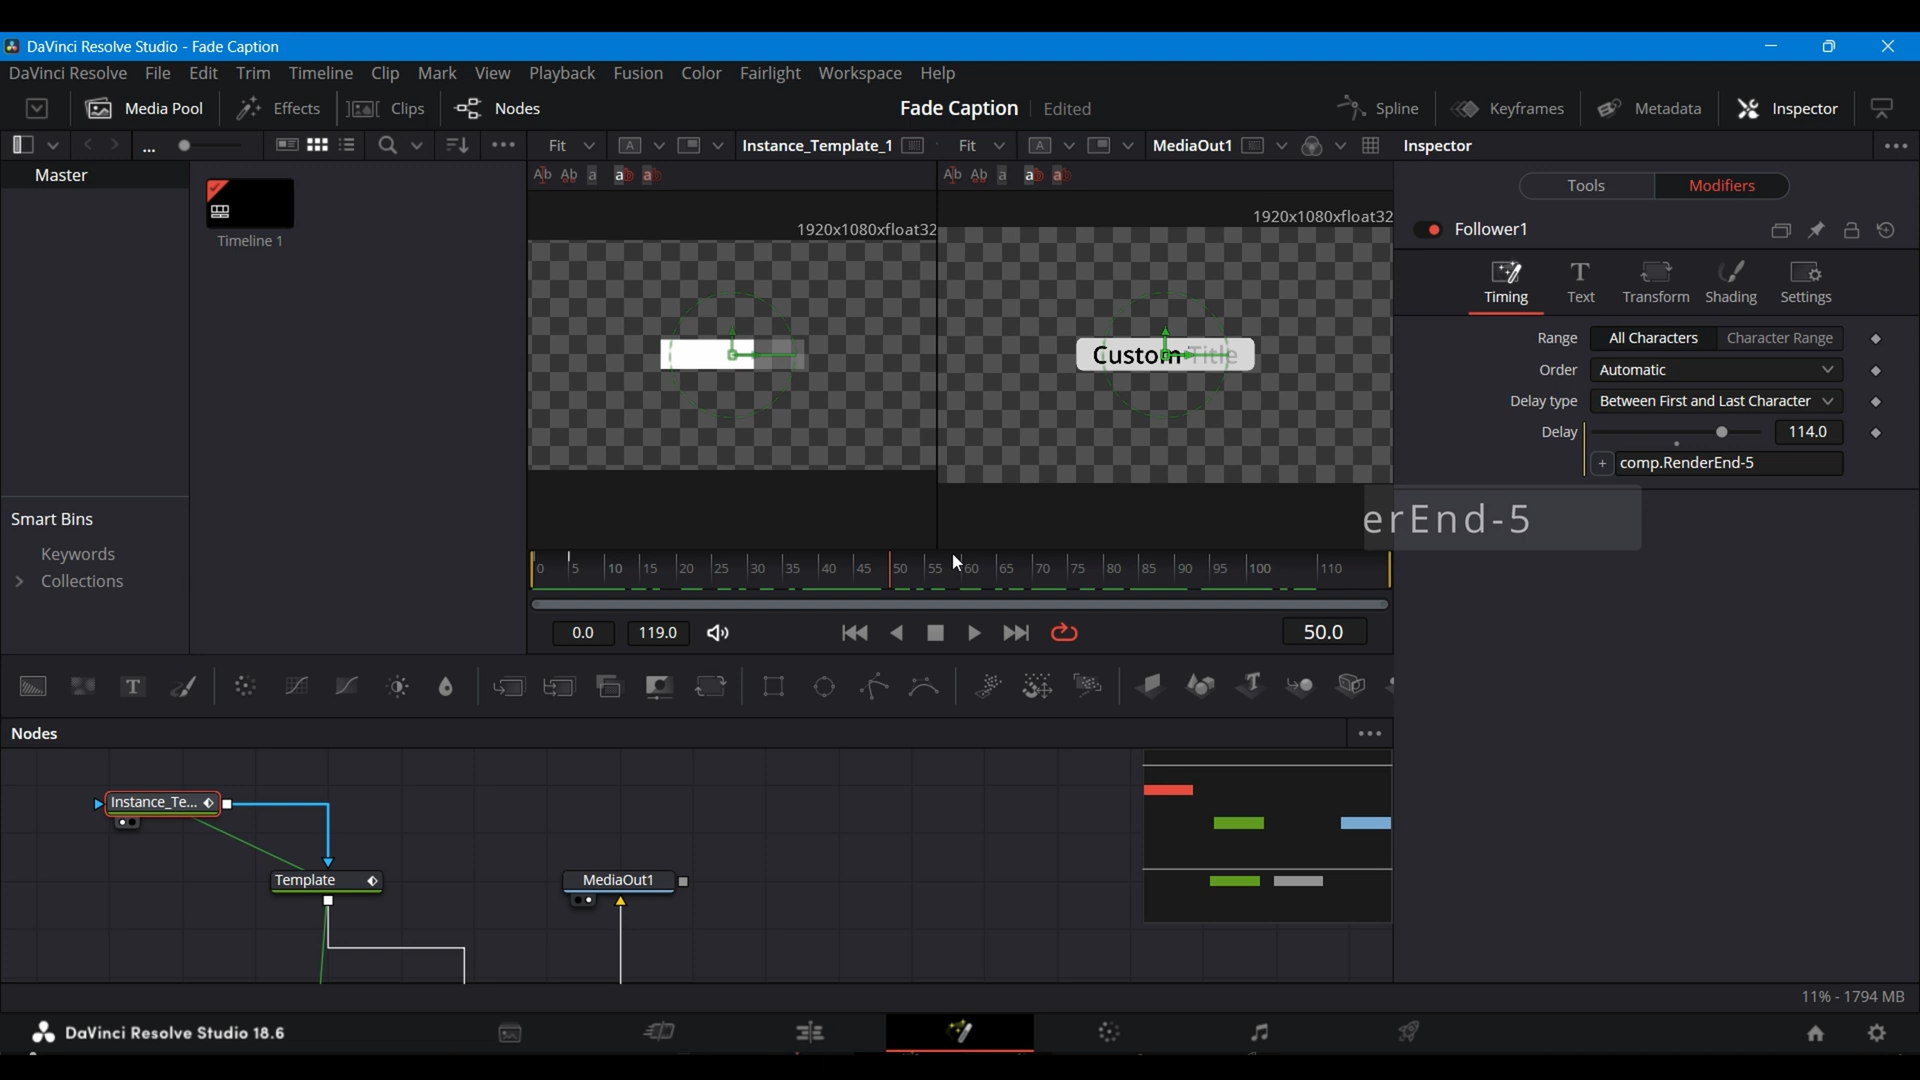 DaVinci Resolve Studio - Fade Caption
DaVinci Resolve File Edit Trim Timeline Clip Mark View Playback Fusion Color Fairlight Workspace Help
Media Pool Effects Clips Nodes Fade Caption Edited Spline Keyframes Metadata Inspector
... Fit A Instance_Template_1 Fit A MediaOut1 Inspector
Master
Timeline 1
Smart Bins
Keywords
Collections
1920x1080xfloat32
1920x1080xfloat32
Custom Title
Tools Modifiers
Follower1
Timing Text Transform Shading Settings
Range All Characters Character Range
Order Automatic
Delay type Between First and Last Character
Delay 114.0
+ comp.RenderEnd-5
erEnd-5
0 5 10 15 20 25 30 35 40 45 50 55 60 65 70 75 80 85 90 95 100 110
0.0 119.0 50.0
Nodes
Instance_Te...
Template
MediaOut1
11% - 1794 MB
DaVinci Resolve Studio 18.6